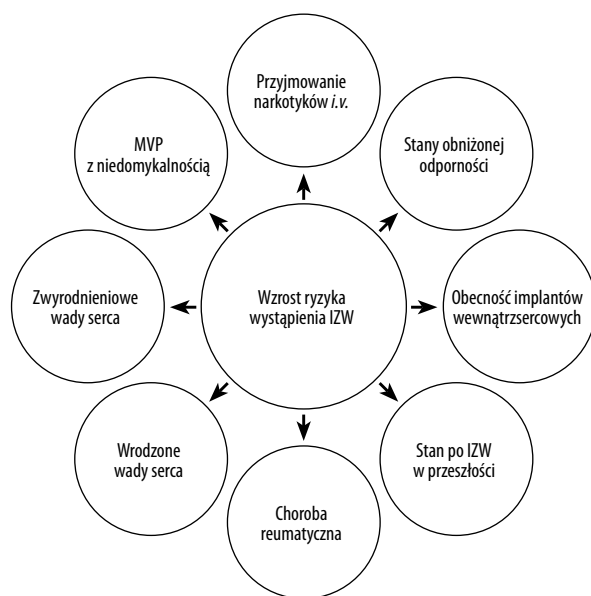 Przyjmowanie
narkotyków i.v.
MVP
z niedomykalnością
Stany obniżonej
odporności
Zwyrodnieniowe
wady serca
Wzrost ryzyka
wystąpienia IZW
Obecność implantów
wewnątrzsercowych
Wrodzone
wady serca
Stan po IZW
w przeszłości
Choroba
reumatyczna